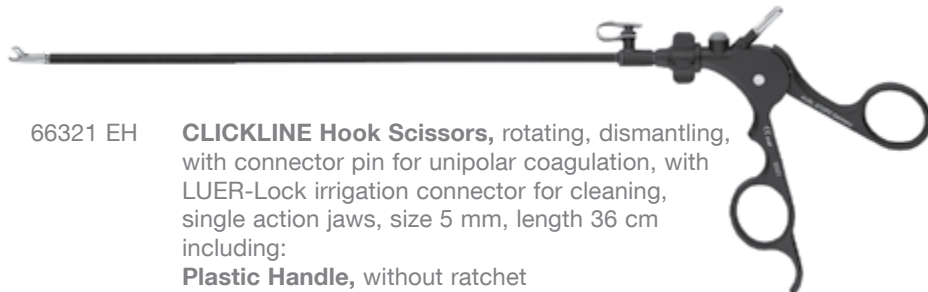 66321 EH CLICKLINE Hook Scissors, rotating, dismantling,
with connector pin for unipolar coagulation, with
LUER-Lock irrigation connector for cleaning,
single action jaws, size 5 mm, length 36 cm
including:
Plastic Handle, without ratchet